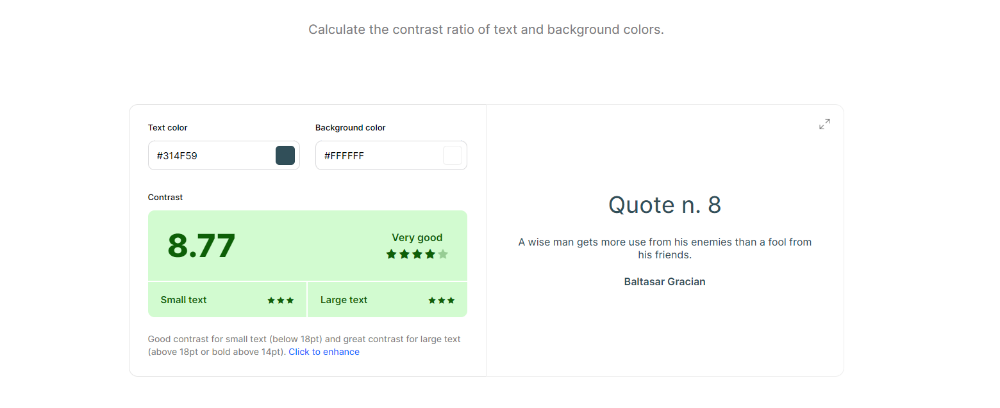 Calculate the contrast ratio of text and background colors.
Text color
Background color
#314F59
#FFFFFF
Contrast
8.77
Very good
Small text
Large text
Good contrast for small text (below 18pt) and great contrast for large text
(above 18pt or bold above 14pt). Click to enhance
Quote n. 8
A wise man gets more use from his enemies than a fool from
his friends.
Baltasar Gracian